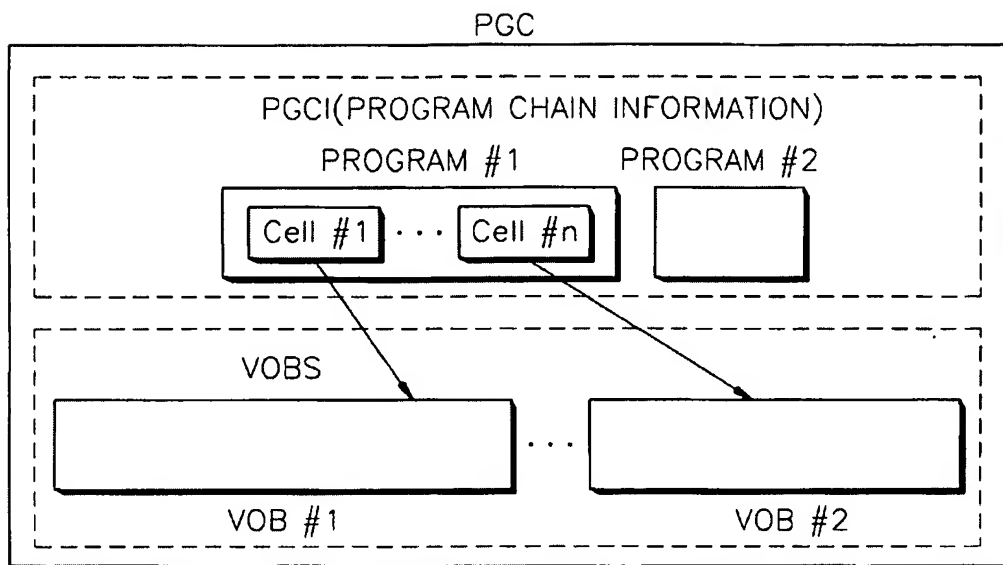 PGC
PGCI(PROGRAM CHAIN INFORMATION)
PROGRAM #1 PROGRAM #2
Cell #1 ··· Cell #n
VOBS
···
VOB #1 VOB #2